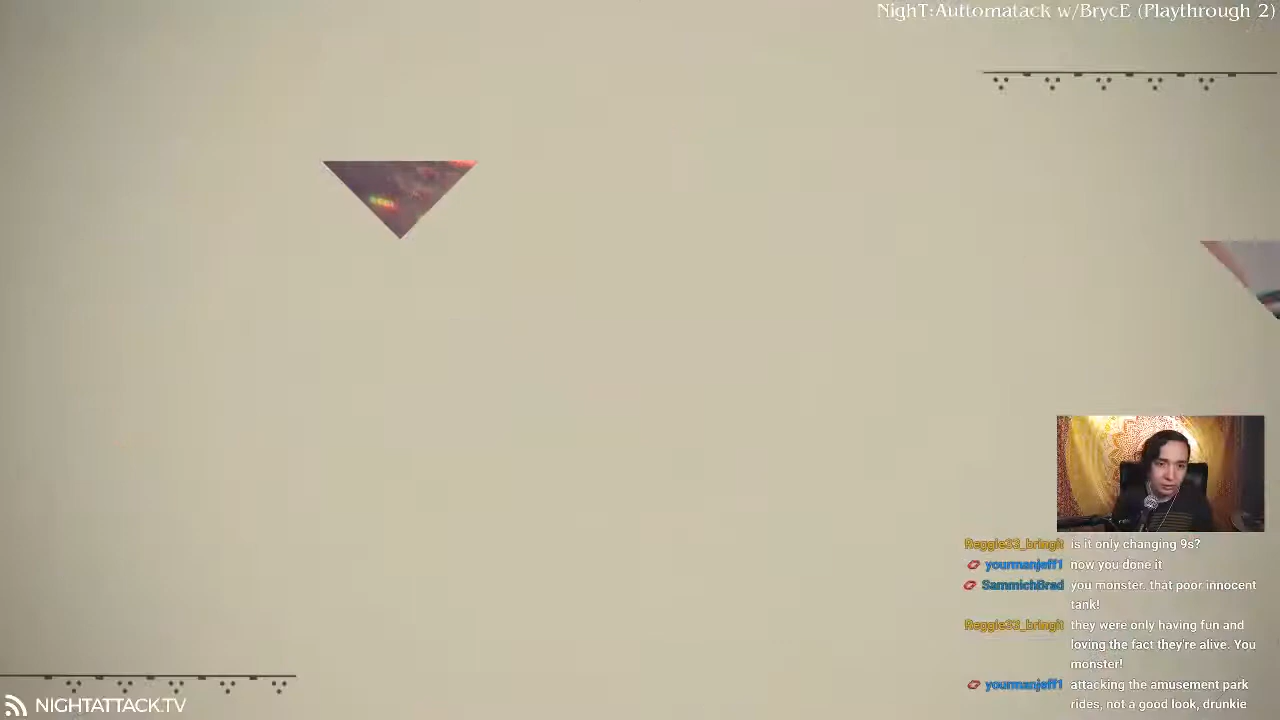 NighT:Auttomatack w/BrycE (Playthrough 2)
Reggie33_bringit is it only changing 9s?
yourmanjeff1 now you done it
SammichBrad you monster. that poor innocent
tank!
Reggie33_bringit they were only having fun and
loving the fact they're alive. You
monster!
yourmanjeff1 attacking the amusement park
rides, not a good look, drunkie
NIGHTATTACK.TV